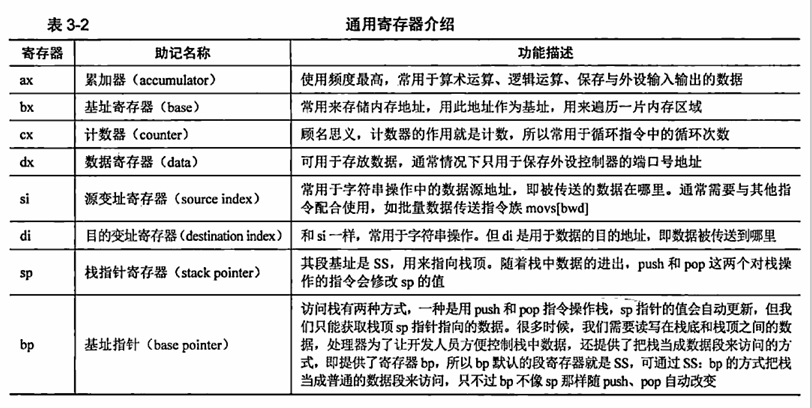 表 3-2 通用寄存器介绍
寄存器 助记名称 功能描述
ax 累加器（accumulator） 使用频度最高，常用于算术运算、逻辑运算、保存与外设输入输出的数据
bx 基址寄存器（base） 常用来存储内存地址，用此地址作为基址，用来遍历一片内存区域
cx 计数器（counter） 顾名思义，计数器的作用就是计数，所以常用于循环指令中的循环次数
dx 数据寄存器（data） 可用于存放数据，通常情况下只用于保存外设控制器的端口号地址
si 源变址寄存器（source index） 常用于字符串操作中的数据源地址，即被传送的数据在哪里。通常需要与其他指
令配合使用，如批量数据传送指令族 movs[bwd]
di 目的变址寄存器（destination index） 和 si 一样，常用于字符串操作。但 di 是用于数据的目的地址，即数据被传送到哪里
sp 栈指针寄存器（stack pointer） 其段基址是 SS，用来指向栈顶。随着栈中数据的进出，push 和 pop 这两个对栈操
作的指令会修改 sp 的值
bp 基址指针（base pointer） 访问栈有两种方式，一种是用 push 和 pop 指令操作栈，sp 指针的值会自动更新，但我
们只能获取栈顶 sp 指针指向的数据。很多时候，我们需要读写在栈底和栈顶之间的数
据，处理器为了让开发人员方便控制栈中数据，还提供了把栈当成数据段来访问的方
式，即提供了寄存器 bp，所以 bp 默认的段寄存器就是 SS，可通过 SS：bp 的方式把栈
当成普通的数据段来访问，只不过 bp 不像 sp 那样随 push、pop 自动改变